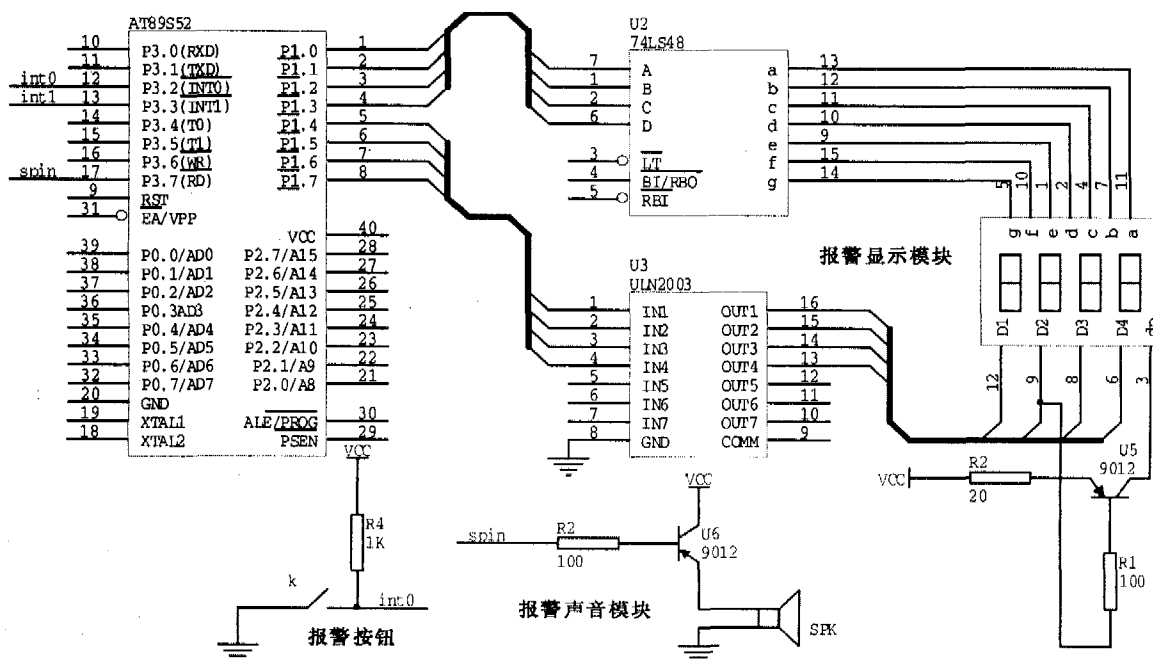 AT89S52
10 P3.0(RXD) P1.0 1
11 P3.1(TXD) P1.1 2
int0 12 P3.2(INT0) P1.2 3
int1 13 P3.3(INT1) P1.3 4
14 P3.4(T0) P1.4 5
15 P3.5(T1) P1.5 6
16 P3.6(WR) P1.6 7
spin 17 P3.7(RD) P1.7 8
9 RST
31 EA/VPP
VCC 40
39 P0.0/AD0 P2.7/A15 28
38 P0.1/AD1 P2.6/A14 27
37 P0.2/AD2 P2.5/A13 26
36 P0.3AD3 P2.4/A12 25
35 P0.4/AD4 P2.3/A11 24
34 P0.5/AD5 P2.2/A10 23
33 P0.6/AD6 P2.1/A9 22
32 P0.7/AD7 P2.0/A8 21
20 GND
19 XTAL1 ALE/PROG 30
18 XTAL2 PSEN 29
U2
74LS48
7 A a 13
1 B b 12
2 C c 11
6 D d 10
e 9
3 LT f 15
4 BI/RBO g 14
5 RBI
5 10 1 2 4 7 11
g f e d c b a
报警显示模块
D1 D2 D3 D4 dp
12 9 8 6 3
U3
ULN2003
1 IN1 OUT1 16
2 IN2 OUT2 15
3 IN3 OUT3 14
4 IN4 OUT4 13
5 IN5 OUT5 12
6 IN6 OUT6 11
7 IN7 OUT7 10
8 GND COMM 9
VCC
R4
1K
k
int0
报警按钮
VCC
spin
R2
100
U6
9012
报警声音模块
SPK
VCC
R2
20
U5
9012
R1
100